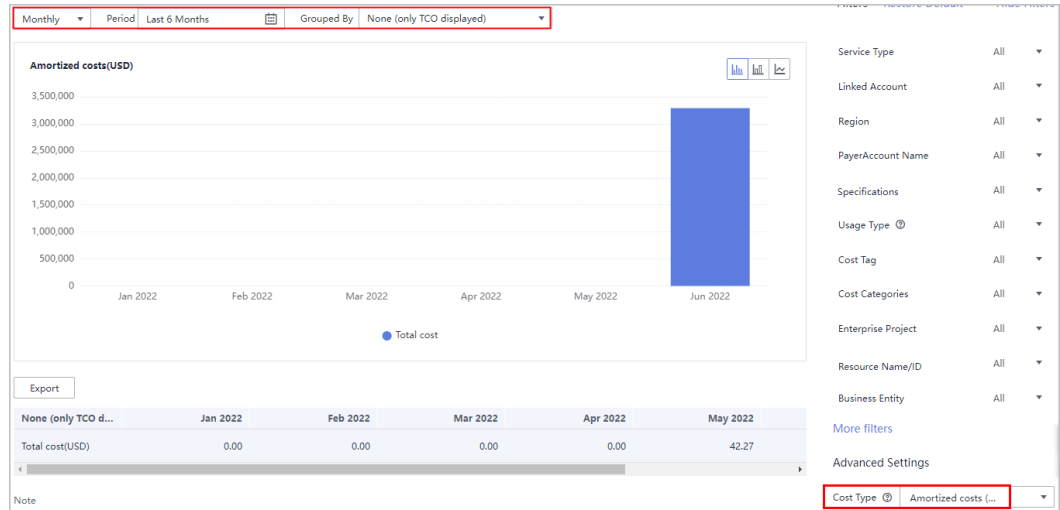 Monthly Period Last 6 Months Grouped By None (only TCO displayed)
Amortized costs(USD)
3,500,000
3,000,000
2,500,000
2,000,000
1,500,000
1,000,000
500,000
0
Jan 2022 Feb 2022 Mar 2022 Apr 2022 May 2022 Jun 2022
Total cost
Export
None (only TCO d... Jan 2022 Feb 2022 Mar 2022 Apr 2022 May 2022
Total cost(USD) 0.00 0.00 0.00 0.00 42.27
Note
Filters Restore Default Hide Filters
Service Type All
Linked Account All
Region All
PayerAccount Name All
Specifications All
Usage Type All
Cost Tag All
Cost Categories All
Enterprise Project All
Resource Name/ID All
Business Entity All
More filters
Advanced Settings
Cost Type Amortized costs (...